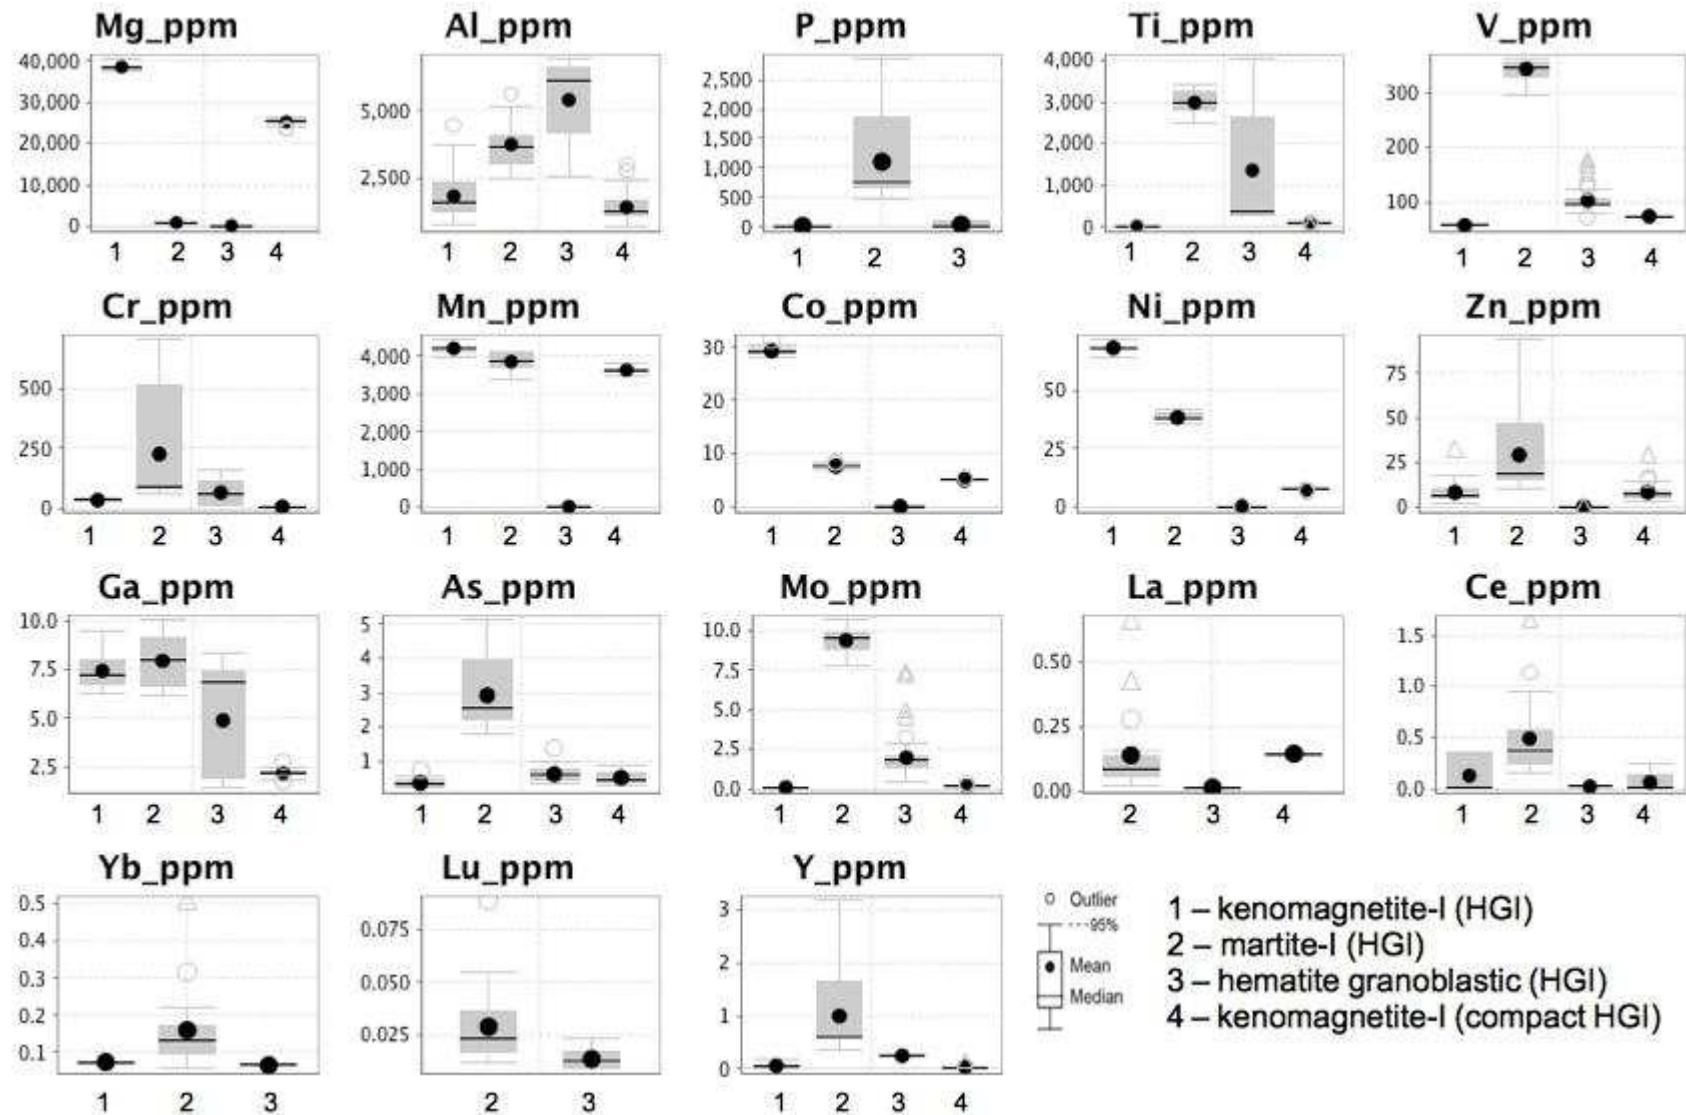 Mg_ppm Al_ppm P_ppm Ti_ppm V_ppm
40,000
30,000
20,000
10,000
0
1 2 3 4
5,000
2,500
1 2 3 4
2,500
2,000
1,500
1,000
500
0
1 2 3
4,000
3,000
2,000
1,000
0
1 2 3 4
300
200
100
1 2 3 4
Cr_ppm Mn_ppm Co_ppm Ni_ppm Zn_ppm
500
250
0
1 2 3 4
4,000
3,000
2,000
1,000
0
1 2 3 4
30
20
10
0
1 2 3 4
50
25
0
1 2 3 4
75
50
25
0
1 2 3 4
Ga_ppm As_ppm Mo_ppm La_ppm Ce_ppm
10.0
7.5
5.0
2.5
1 2 3 4
5
4
3
2
1
1 2 3 4
10.0
7.5
5.0
2.5
0.0
1 2 3 4
0.50
0.25
0.00
2 3 4
1.5
1.0
0.5
0.0
1 2 3 4
Yb_ppm Lu_ppm Y_ppm
0.5
0.4
0.3
0.2
0.1
1 2 3
0.075
0.050
0.025
2 3
3
2
1
0
1 2 3 4
Outlier
95%
Mean
Median
1 – kenomagnetite-I (HGI)
2 – martite-I (HGI)
3 – hematite granoblastic (HGI)
4 – kenomagnetite-I (compact HGI)